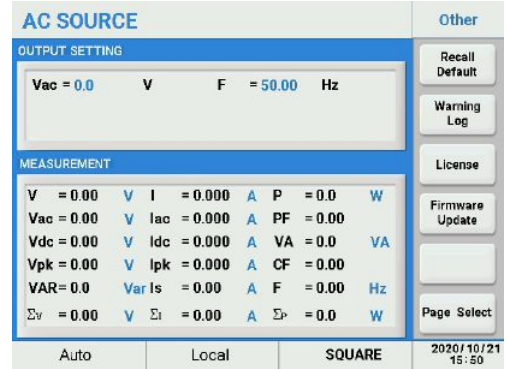 AC SOURCE
Other
OUTPUT SETTING
Vac = 0.0 V F = 50.00 Hz
MEASUREMENT
V = 0.00 V I = 0.000 A P = 0.0 W
Vac = 0.00 V Iac = 0.000 A PF = 0.00
Vdc = 0.00 V Idc = 0.000 A VA = 0.0 VA
Vpk = 0.00 V Ipk = 0.000 A CF = 0.00
VAR= 0.0 Var Is = 0.00 A F = 0.00 Hz
Σv = 0.00 V Σı = 0.00 A Σᴘ = 0.0 W
Recall
Default
Warning
Log
License
Firmware
Update
Page Select
Auto
Local
SQUARE
2020/10/21
15:50